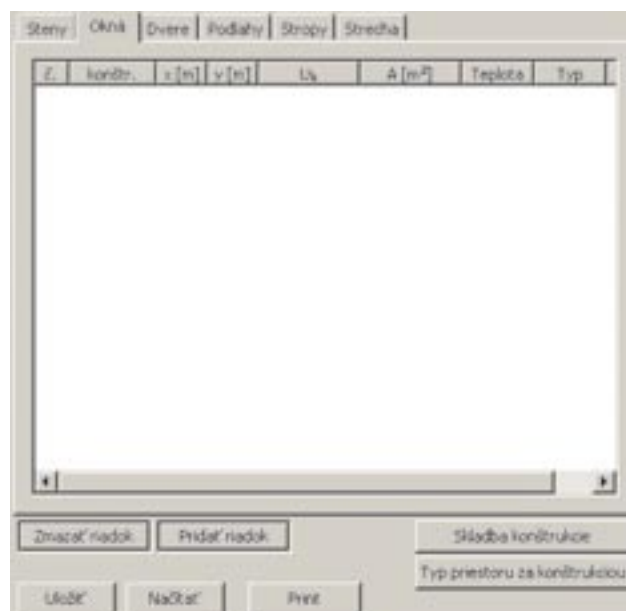 Steny Okná Dvere Podlahy Stropy Strecha
č. konštr. x [m] y [m] A [m²] Teplota Typ
Zmazať riadok Pridať riadok Skladba konštrukcie
Typ priestoru za konštrukciou
Uložiť Načítať Print